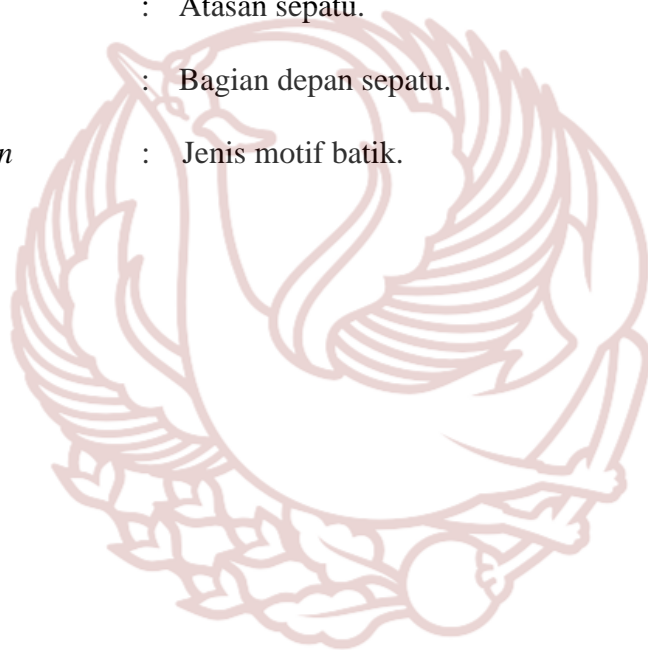 : Atasan sepatu.
: Bagian depan sepatu.
n : Jenis motif batik.